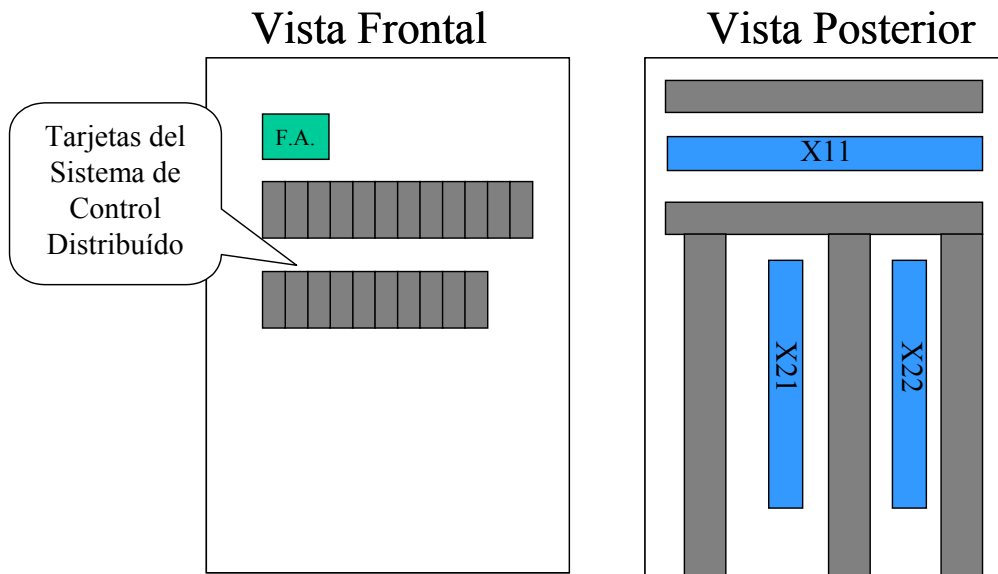 Vista Frontal
Vista Posterior
Tarjetas del
Sistema de
Control
Distribuído
F.A.
X11
X21
X22